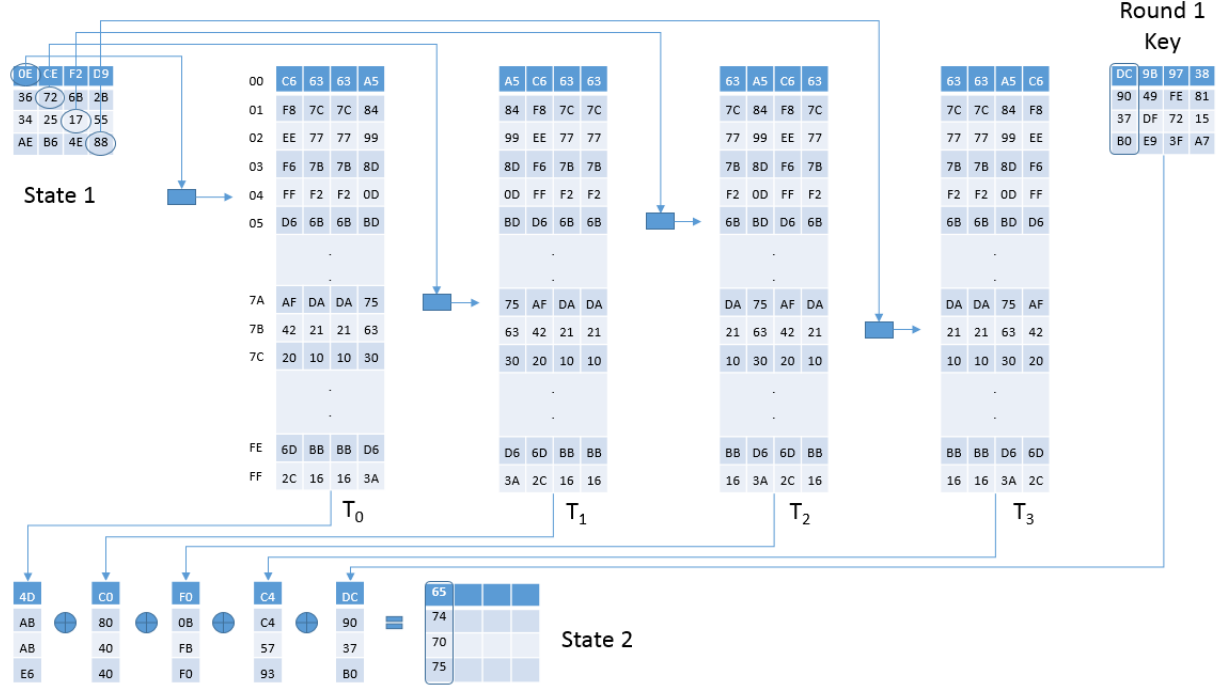 Round 1
Key
0E CE F2 D9
36 72 6B 2B
34 25 17 55
AE B6 4E 88
State 1
00 C6 63 63 A5 A5 C6 63 63 63 A5 C6 63 63 63 A5 C6
01 F8 7C 7C 84 84 F8 7C 7C 7C 84 F8 7C 7C 7C 84 F8
02 EE 77 77 99 99 EE 77 77 77 99 EE 77 77 77 99 EE
03 F6 7B 7B 8D 8D F6 7B 7B 7B 8D F6 7B 7B 7B 8D F6
04 FF F2 F2 0D 0D FF F2 F2 F2 0D FF F2 F2 F2 0D FF
05 D6 6B 6B BD BD D6 6B 6B 6B BD D6 6B 6B 6B BD D6
. . . .
. . . .
7A AF DA DA 75 75 AF DA DA DA 75 AF DA DA DA 75 AF
7B 42 21 21 63 63 42 21 21 21 63 42 21 21 21 63 42
7C 20 10 10 30 30 20 10 10 10 30 20 10 10 10 30 20
. . . .
. . . .
FE 6D BB BB D6 D6 6D BB BB BB D6 6D BB BB BB D6 6D
FF 2C 16 16 3A 3A 2C 16 16 16 3A 2C 16 16 16 3A 2C
T0 T1 T2 T3
DC 9B 97 38
90 49 FE 81
37 DF 72 15
B0 E9 3F A7
4D C0 F0 C4 DC 65
AB 80 0B C4 90 74
AB 40 FB 57 37 70
E6 40 F0 93 B0 75
State 2